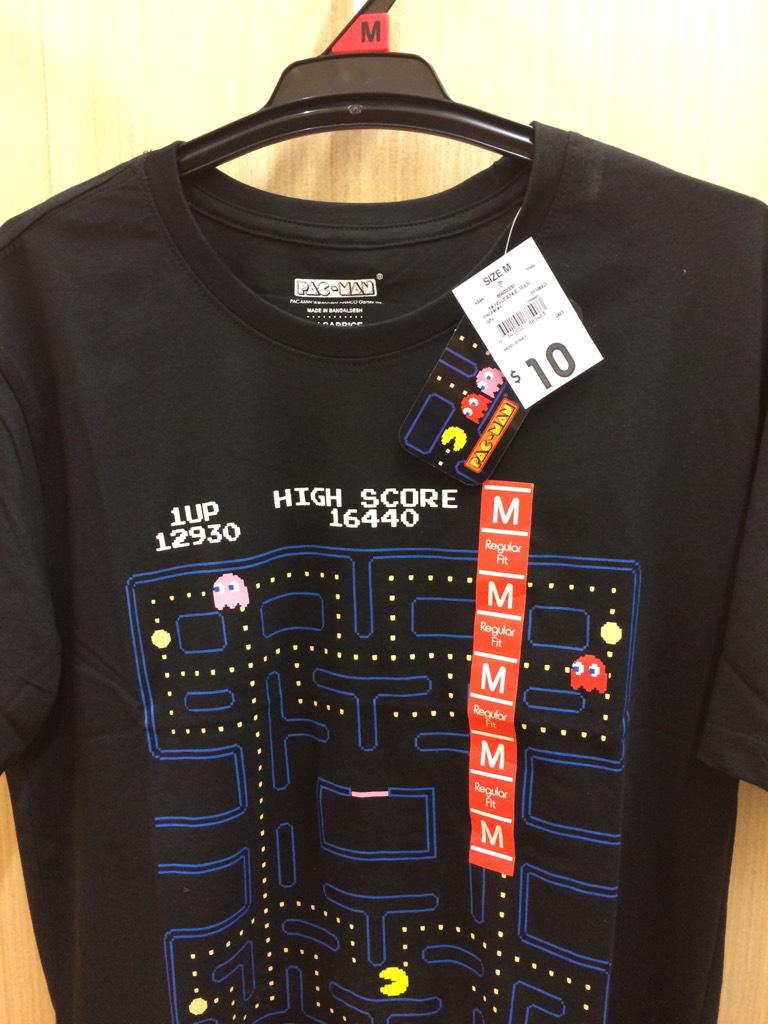 M
PAC-MAN®
MADE IN BANGALDESH
SIZE M
$10
PAC-MAN
1UP
12930
HIGH SCORE
16440
M
Regular
Fit
M
Regular
Fit
M
Regular
Fit
M
Regular
Fit
M